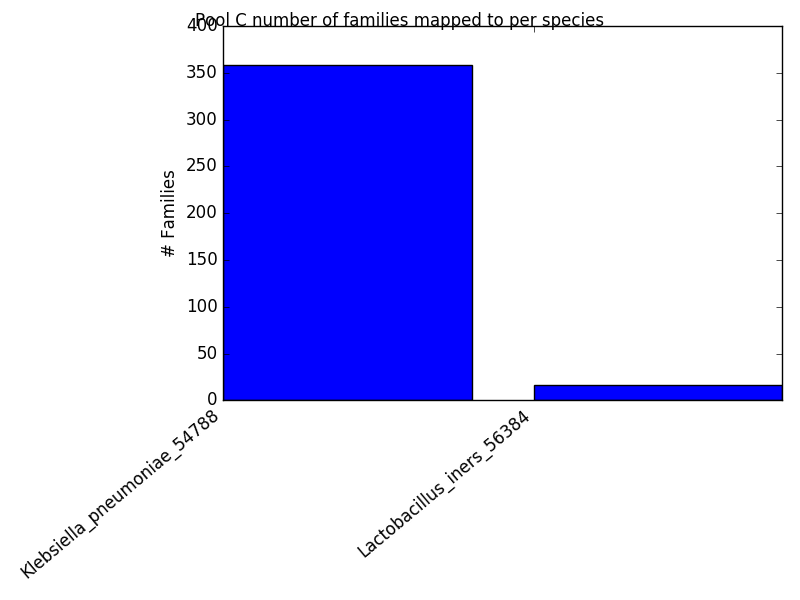 Pool C number of families mapped to per species
400
350
300
250
200
150
100
50
0
# Families
Klebsiella_pneumoniae_54788
Lactobacillus_iners_56384